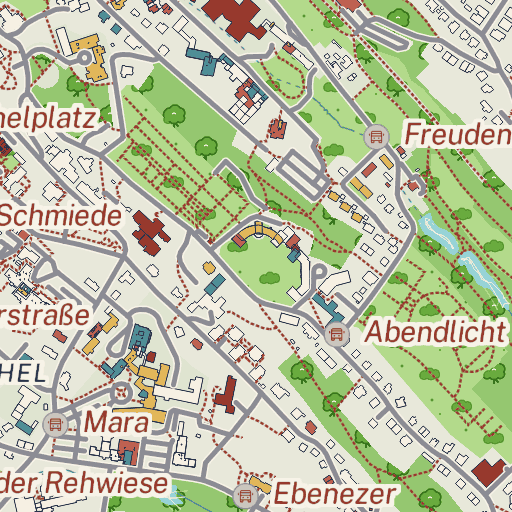 helplatz
Freuden
Schmiede
rstraße
Abendlicht
HEL
Mara
der Rehwiese
Ebenezer